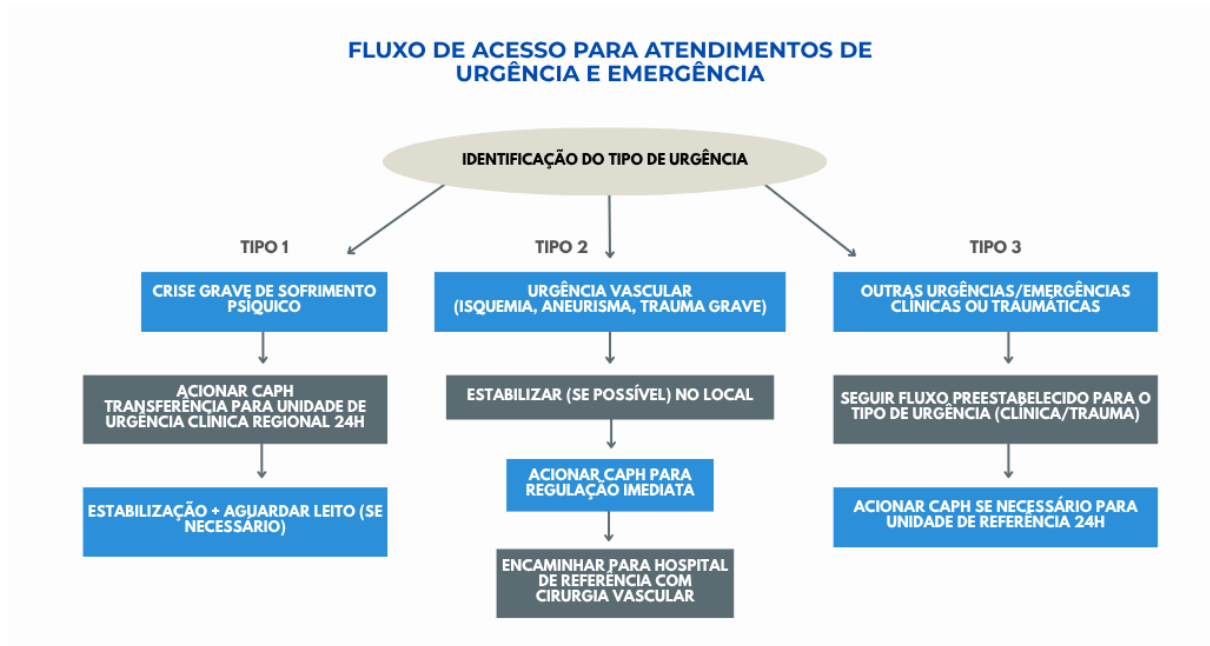 FLUXO DE ACESSO PARA ATENDIMENTOS DE
URGÊNCIA E EMERGÊNCIA
IDENTIFICAÇÃO DO TIPO DE URGÊNCIA
TIPO 1
CRISE GRAVE DE SOFRIMENTO
PSÍQUICO
ACIONAR CAPH
TRANSFERÊNCIA PARA UNIDADE DE
URGÊNCIA CLÍNICA REGIONAL 24H
ESTABILIZAÇÃO + AGUARDAR LEITO (SE
NECESSÁRIO)
TIPO 2
URGÊNCIA VASCULAR
(ISQUEMIA, ANEURISMA, TRAUMA GRAVE)
ESTABILIZAR (SE POSSÍVEL) NO LOCAL
ACIONAR CAPH PARA
REGULAÇÃO IMEDIATA
ENCAMINHAR PARA HOSPITAL
DE REFERÊNCIA COM
CIRURGIA VASCULAR
TIPO 3
OUTRAS URGÊNCIAS/EMERGÊNCIAS
CLÍNICAS OU TRAUMÁTICAS
SEGUIR FLUXO PREESTABELECIDO PARA O
TIPO DE URGÊNCIA (CLÍNICA/TRAUMA)
ACIONAR CAPH SE NECESSÁRIO PARA
UNIDADE DE REFERÊNCIA 24H